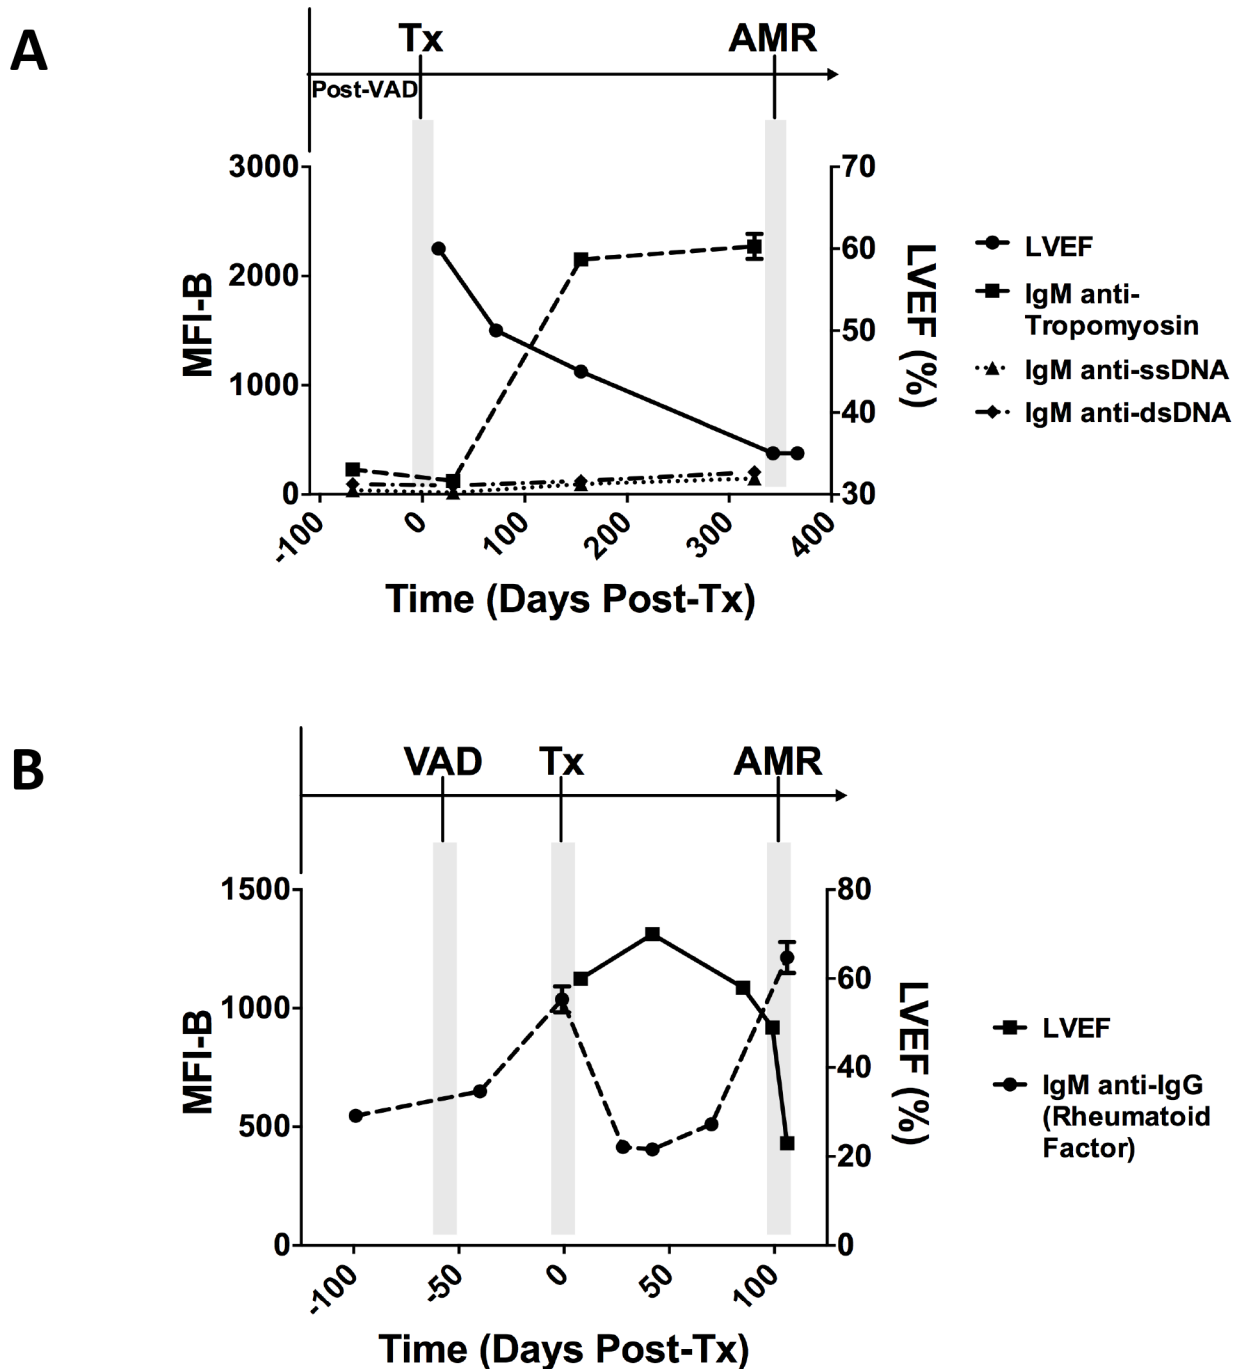 A
Tx
AMR
Post-VAD
3000
2000
1000
0
MFI-B
70
60
50
40
30
LVEF (%)
-100
0
100
200
300
400
Time (Days Post-Tx)
LVEF
IgM anti-
Tropomyosin
IgM anti-ssDNA
IgM anti-dsDNA
B
VAD
Tx
AMR
1500
1000
500
0
MFI-B
80
60
40
20
0
LVEF (%)
-100
-50
0
50
100
Time (Days Post-Tx)
LVEF
IgM anti-IgG
(Rheumatoid
Factor)